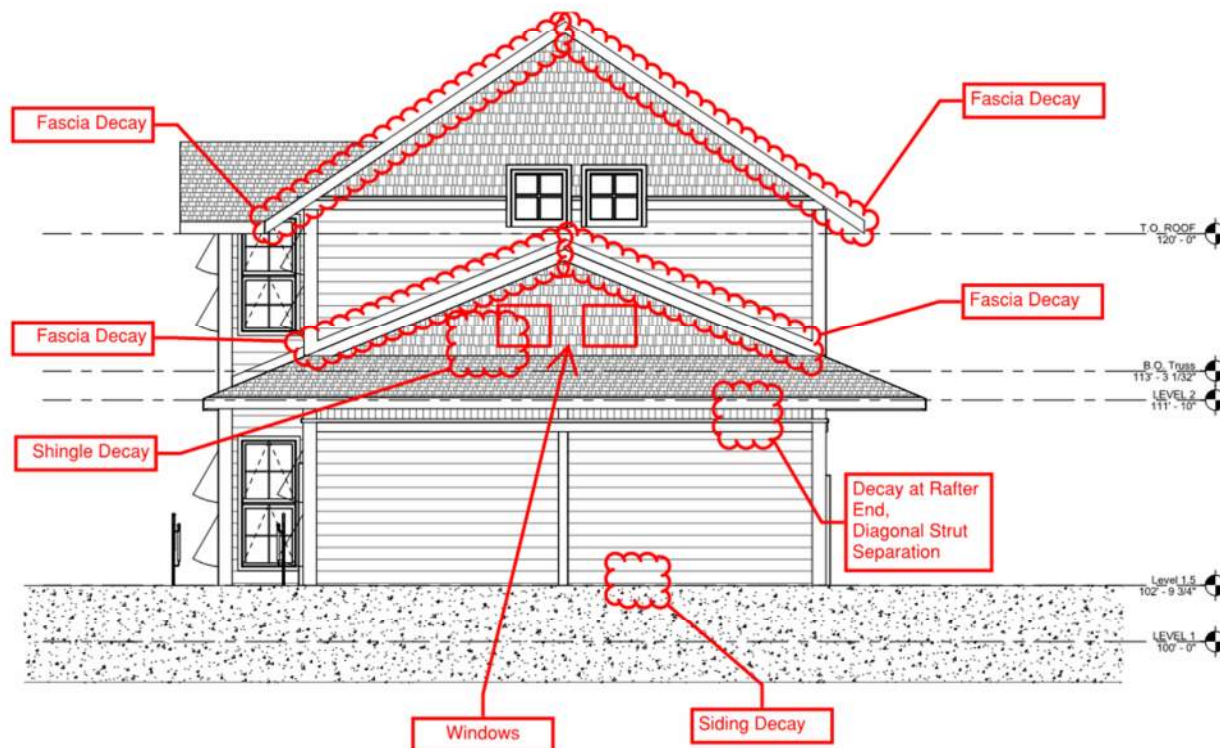 Fascia Decay
Fascia Decay
T.O. ROOF
120' - 0"
Fascia Decay
Fascia Decay
B.O. Truss
113' - 3 1/32"
LEVEL 2
111' - 10"
Shingle Decay
Decay at Rafter
End,
Diagonal Strut
Separation
Level 1.5
102' - 9 3/4"
LEVEL 1
100' - 0"
Windows
Siding Decay